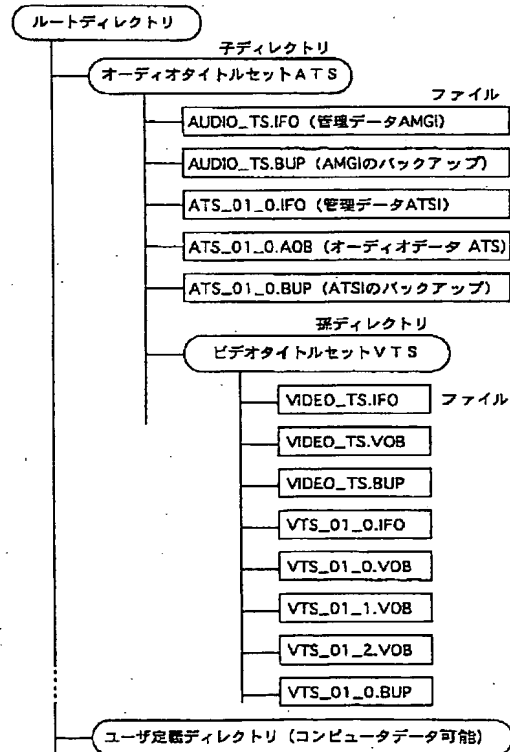 ルートディレクトリ
子ディレクトリ
オーディオタイトルセットATS
ファイル
AUDIO_TS.IFO (管理データAMGI)
AUDIO_TS.BUP (AMGIのバックアップ)
ATS_01_0.IFO (管理データATSI)
ATS_01_0.AOB (オーディオデータ ATS)
ATS_01_0.BUP (ATSIのバックアップ)
孫ディレクトリ
ビデオタイトルセットVTS
VIDEO_TS.IFO ファイル
VIDEO_TS.VOB
VIDEO_TS.BUP
VTS_01_0.IFO
VTS_01_0.VOB
VTS_01_1.VOB
VTS_01_2.VOB
VTS_01_0.BUP
ユーザ定義ディレクトリ (コンピュータデータ可能)